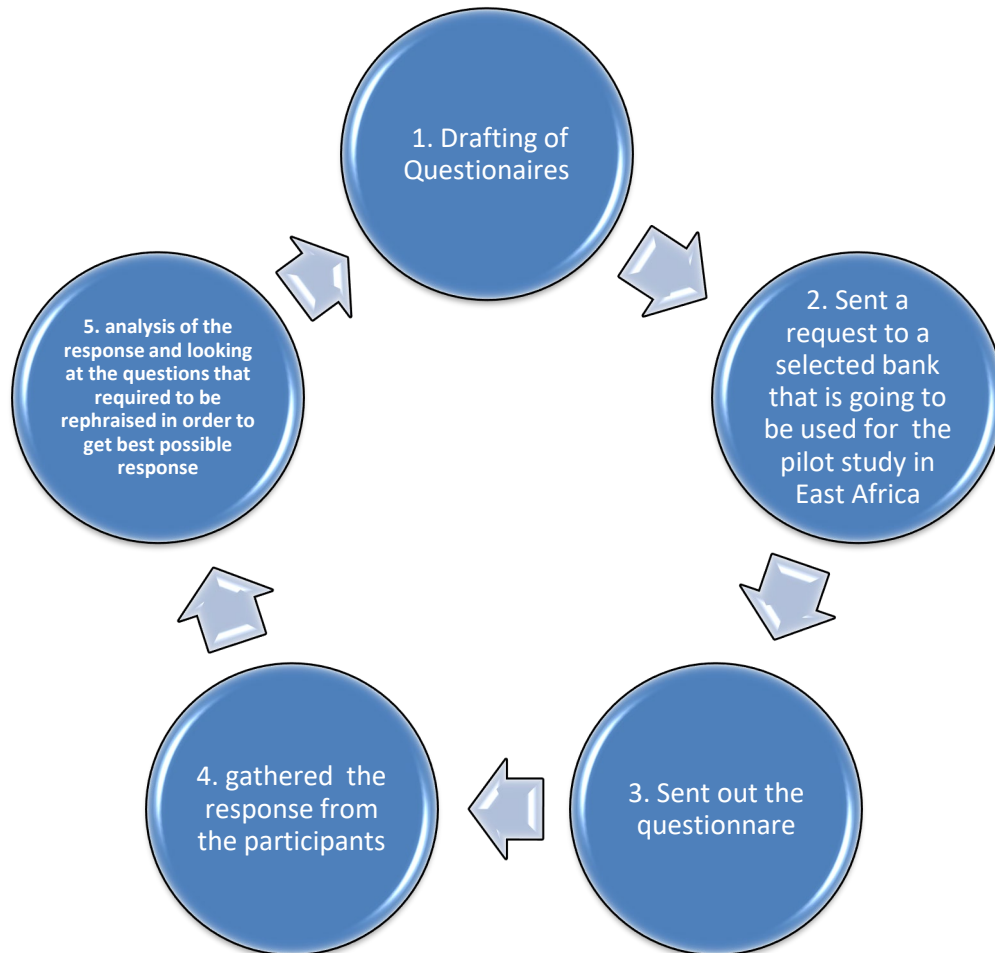 1. Drafting of
Questionaires
2. Sent a
request to a
selected bank
that is going to
be used for the
pilot study in
East Africa
3. Sent out the
questionnare
4. gathered the
response from
the participants
5. analysis of the
response and looking
at the questions that
required to be
rephraised in order to
get best possible
response